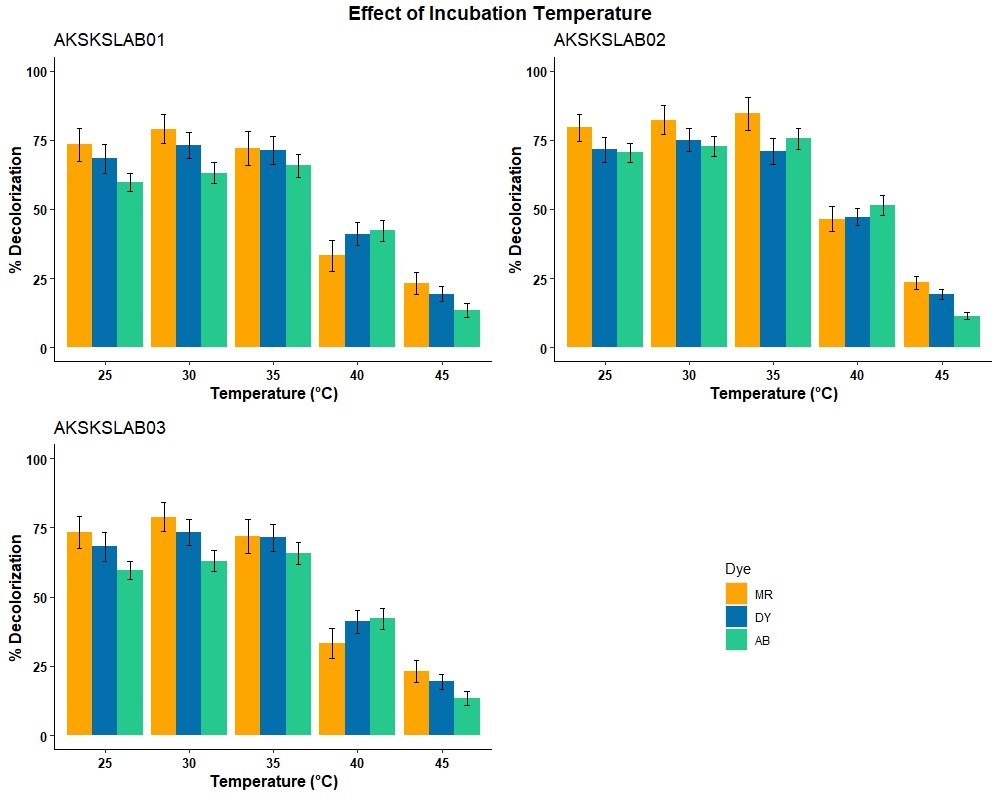 Effect of Incubation Temperature
AKSKSLAB01
% Decolorization
100
75
50
25
0
25 30 35 40 45
Temperature (°C)
AKSKSLAB02
% Decolorization
100
75
50
25
0
25 30 35 40 45
Temperature (°C)
AKSKSLAB03
% Decolorization
100
75
50
25
0
25 30 35 40 45
Temperature (°C)
Dye
MR
DY
AB